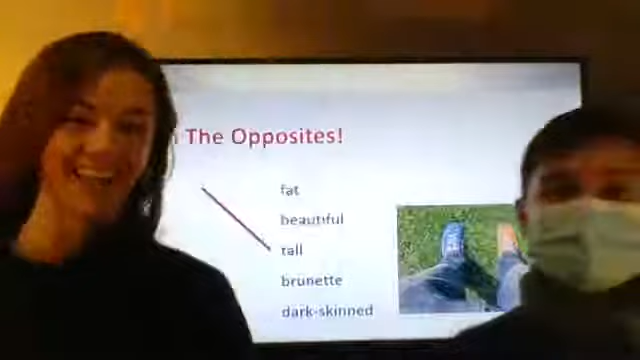 The Opposites!
fat
beautiful
tall
brunette
dark-skinned